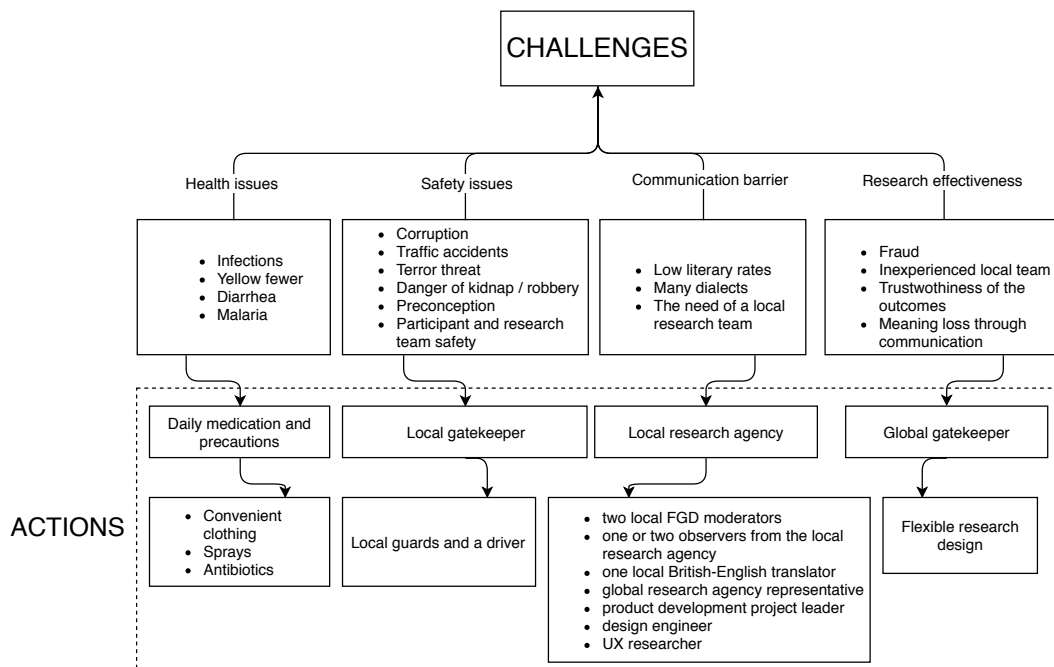 CHALLENGES
Health issues
Safety issues
Communication barrier
Research effectiveness
• Infections
• Yellow fewer
• Diarrhea
• Malaria
• Corruption
• Traffic accidents
• Terror threat
• Danger of kidnap / robbery
• Preconception
• Participant and research
team safety
• Low literary rates
• Many dialects
• The need of a local
research team
• Fraud
• Inexperienced local team
• Trustwothiness of the
outcomes
• Meaning loss through
communication
ACTIONS
Daily medication and
precautions
Local gatekeeper
Local research agency
Global gatekeeper
• Convenient
clothing
• Sprays
• Antibiotics
Local guards and a driver
• two local FGD moderators
• one or two observers from the local
research agency
• one local British-English translator
• global research agency representative
• product development project leader
• design engineer
• UX researcher
Flexible research
design